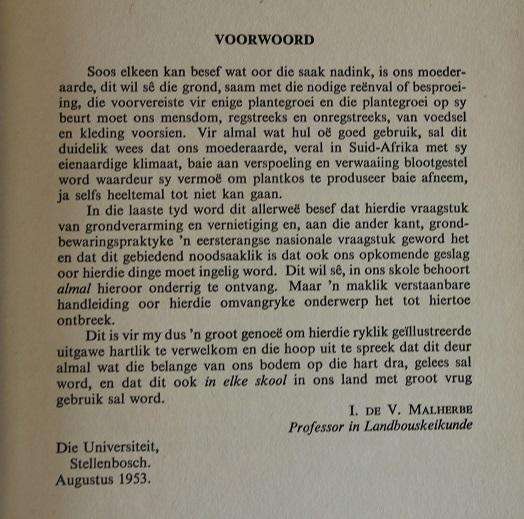 VOORWOORD
Soos elkeen kan besef wat oor die saak nadink, is ons moeder-
aarde, dit wil sê die grond, saam met die nodige reënval of besproei-
ing, die voorvereiste vir enige plantegroei en die plantegroei op sy
beurt moet ons mensdom, regstreeks en onregstreeks, van voedsel
en kleding voorsien. Vir almal wat hul oë goed gebruik, sal dit
duidelik wees dat ons moederaarde, veral in Suid-Afrika met sy
eienaardige klimaat, baie aan verspoeling en verwaaiing blootgestel
word waardeur sy vermoë om plantkos te produseer baie afneem,
ja selfs heeltemal tot niet kan gaan.
In die laaste tyd word dit allerweë besef dat hierdie vraagstuk
van grondverarming en vernietiging en, aan die ander kant, grond-
bewaringspraktyke 'n eersterangse nasionale vraagstuk geword het
en dat dit gebiedend noodsaaklik is dat ook ons opkomende geslag
oor hierdie dinge moet ingelig word. Dit wil sê, in ons skole behoort
almal hieroor onderrig te ontvang. Maar 'n maklik verstaanbare
handleiding oor hierdie omvangryke onderwerp het tot hiertoe
ontbreek.
Dit is vir my dus 'n groot genoeë om hierdie ryklik geïllustreerde
uitgawe hartlik te verwelkom en die hoop uit te spreek dat dit deur
almal wat die belange van ons bodem op die hart dra, gelees sal
word, en dat dit ook in elke skool in ons land met groot vrug
gebruik sal word.
I. DE V. MALHERBE
Professor in Landbouskeikunde
Die Universiteit,
Stellenbosch.
Augustus 1953.